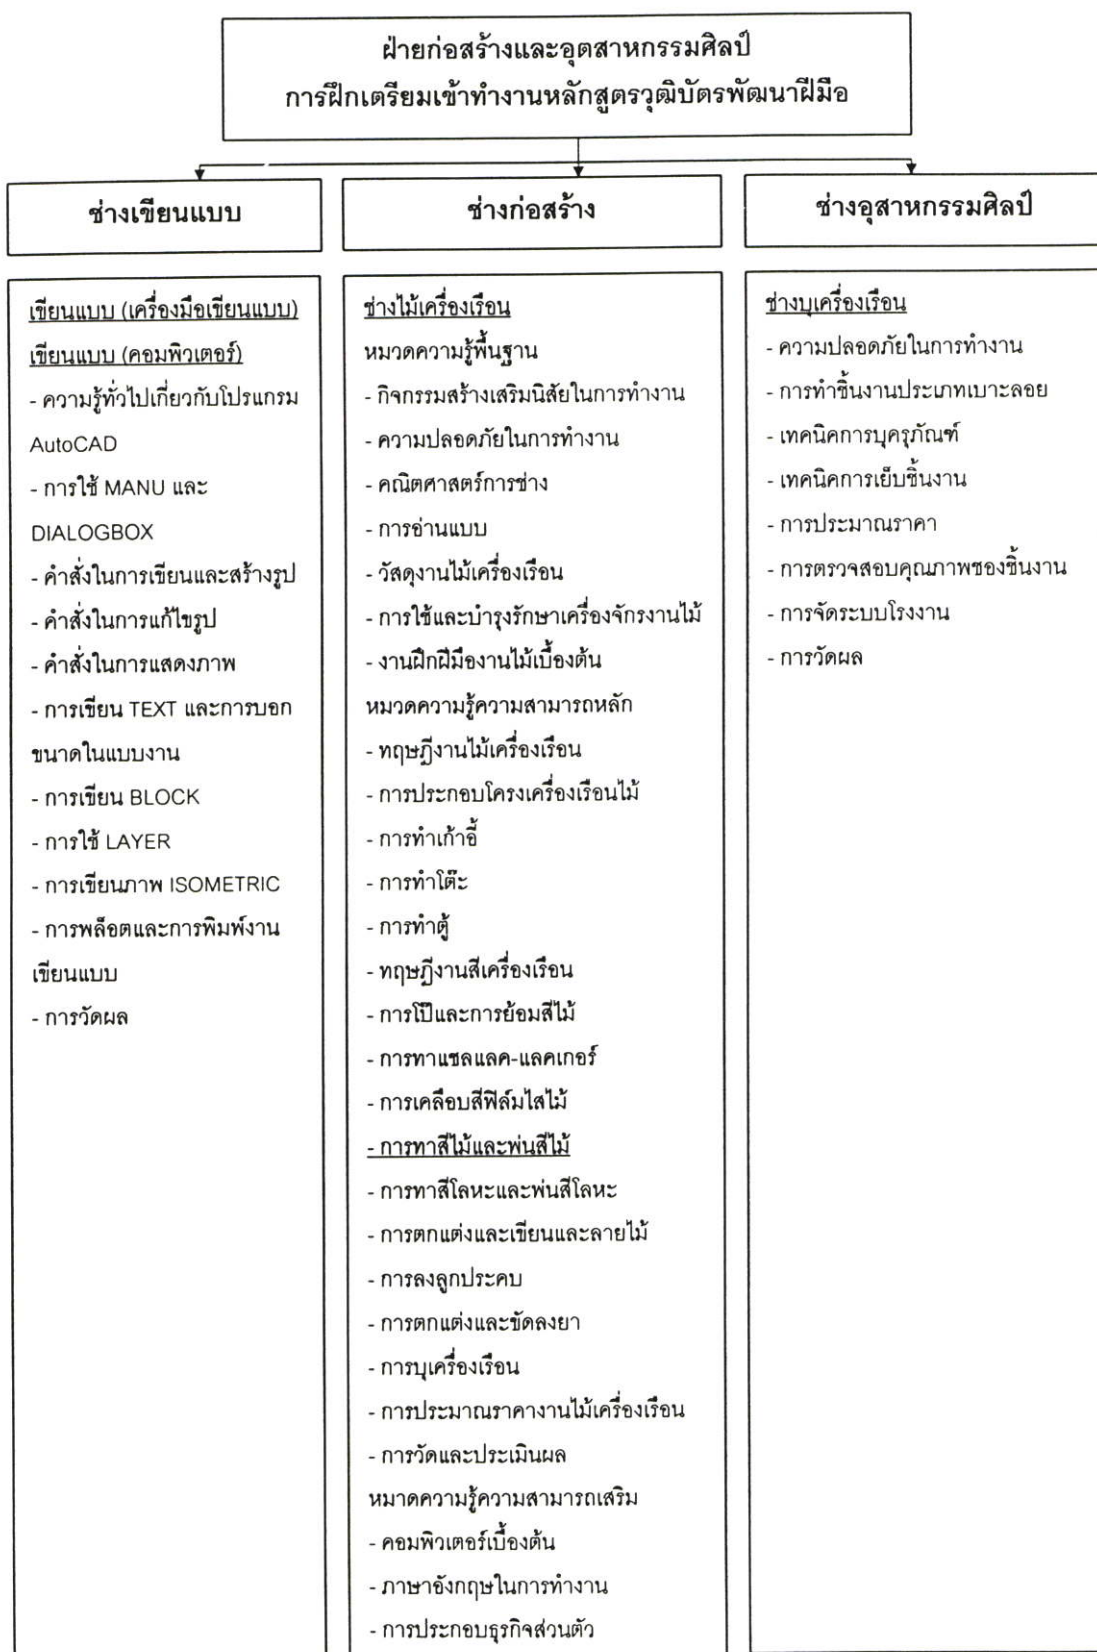 ฝ่ายก่อสร้างและอุตสาหกรรมศิลป์
การฝึกเตรียมเข้าทำงานหลักสูตรวุฒิบัตรพัฒนาฝีมือ
ช่างเขียนแบบ
เขียนแบบ (เครื่องมือเขียนแบบ)
เขียนแบบ (คอมพิวเตอร์)
- ความรู้ทั่วไปเกี่ยวกับโปรแกรม
AutoCAD
- การใช้ MANU และ
DIALOGBOX
- คำสั่งในการเขียนและสร้างรูป
- คำสั่งในการแก้ไขรูป
- คำสั่งในการแสดงภาพ
- การเขียน TEXT และการบอก
ขนาดในแบบงาน
- การเขียน BLOCK
- การใช้ LAYER
- การเขียนภาพ ISOMETRIC
- การพล็อตและการพิมพ์งาน
เขียนแบบ
- การวัดผล
ช่างก่อสร้าง
ช่างไม้เครื่องเรือน
หมวดความรู้พื้นฐาน
- กิจกรรมสร้างเสริมนิสัยในการทำงาน
- ความปลอดภัยในการทำงาน
- คณิตศาสตร์การช่าง
- การอ่านแบบ
- วัสดุงานไม้เครื่องเรือน
- การใช้และบำรุงรักษาเครื่องจักรงานไม้
- งานฝึกฝีมืองานไม้เบื้องต้น
หมวดความรู้ความสามารถหลัก
- ทฤษฎีงานไม้เครื่องเรือน
- การประกอบโครงเครื่องเรือนไม้
- การทำเก้าอี้
- การทำโต๊ะ
- การทำตู้
- ทฤษฎีงานสีเครื่องเรือน
- การโป๊และการย้อมสีไม้
- การทาแชลแลค-แลคเกอร์
- การเคลือบสีฟิล์มใสไม้
- การทาสีไม้และพ่นสีไม้
- การทาสีโลหะและพ่นสีโลหะ
- การตกแต่งและเขียนและลายไม้
- การลงลูกประคบ
- การตกแต่งและขัดลงยา
- การบุเครื่องเรือน
- การประมาณราคางานไม้เครื่องเรือน
- การวัดและประเมินผล
หมาดความรู้ความสามารถเสริม
- คอมพิวเตอร์เบื้องต้น
- ภาษาอังกฤษในการทำงาน
- การประกอบธุรกิจส่วนตัว
ช่างอุสาหกรรมศิลป์
ช่างบุเครื่องเรือน
- ความปลอดภัยในการทำงาน
- การทำชิ้นงานประเภทเบาะลอย
- เทคนิคการบุครุภัณฑ์
- เทคนิคการเย็บชิ้นงาน
- การประมาณราคา
- การตรวจสอบคุณภาพของชิ้นงาน
- การจัดระบบโรงงาน
- การวัดผล